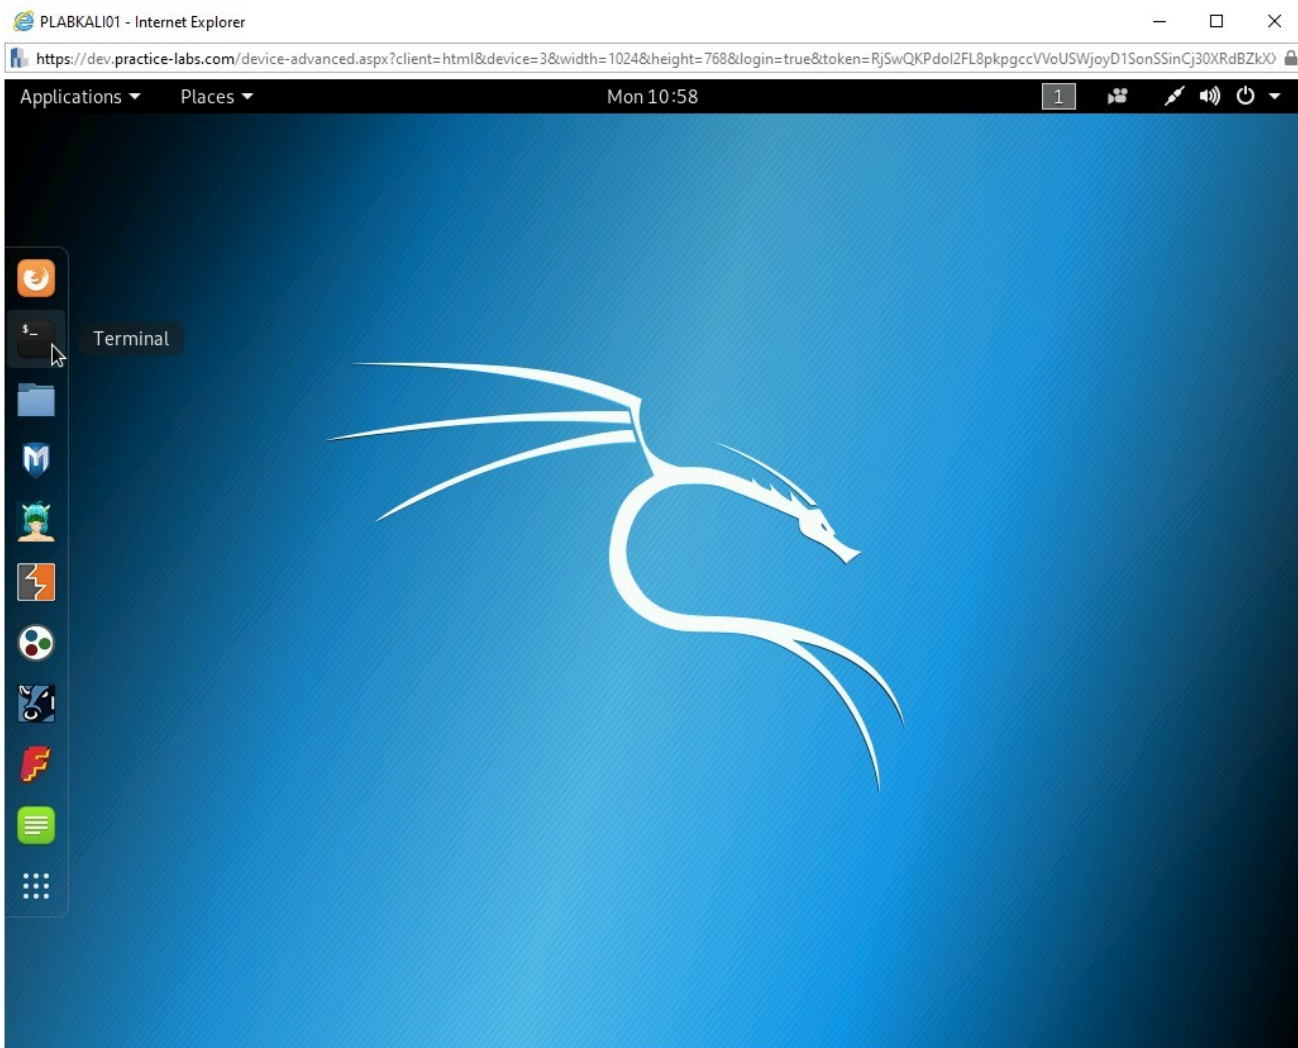 PLABKALI01 - Internet Explorer
https://dev.practice-labs.com/device-advanced.aspx?client=html&device=3&width=1024&height=768&login=true&token=RjSwQKPdoI2FL8pkpgccVVoUSWjoyD1SonSSinCj30XRdBZkX
Applications Places Mon 10:58 1
$_
Terminal